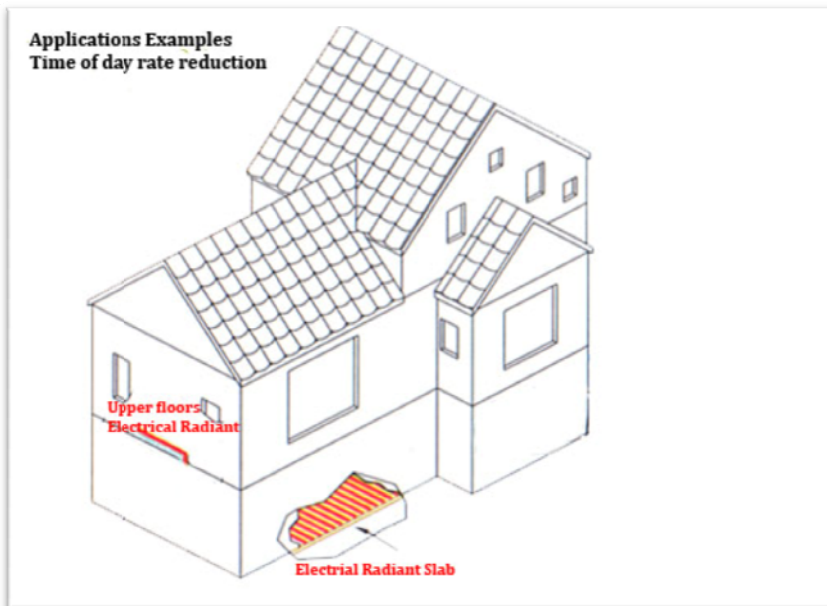 Applications Examples
Time of day rate reduction
Upper floors
Electrical Radiant
Electrial Radiant Slab